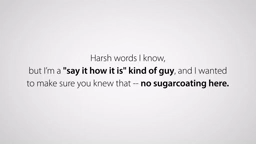 Harsh words I know,
but I'm a "say it how it is" kind of guy, and I wanted
to make sure you knew that -- no sugarcoating here.